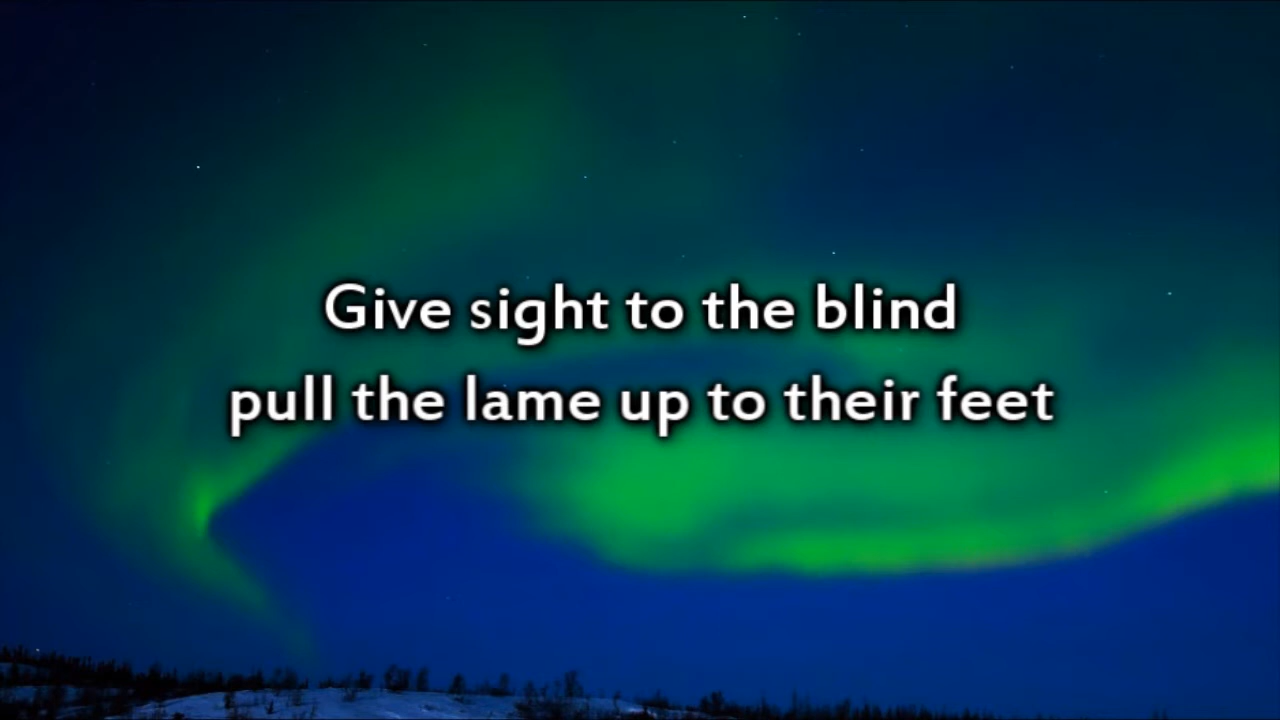 Give sight to the blind
pull the lame up to their feet